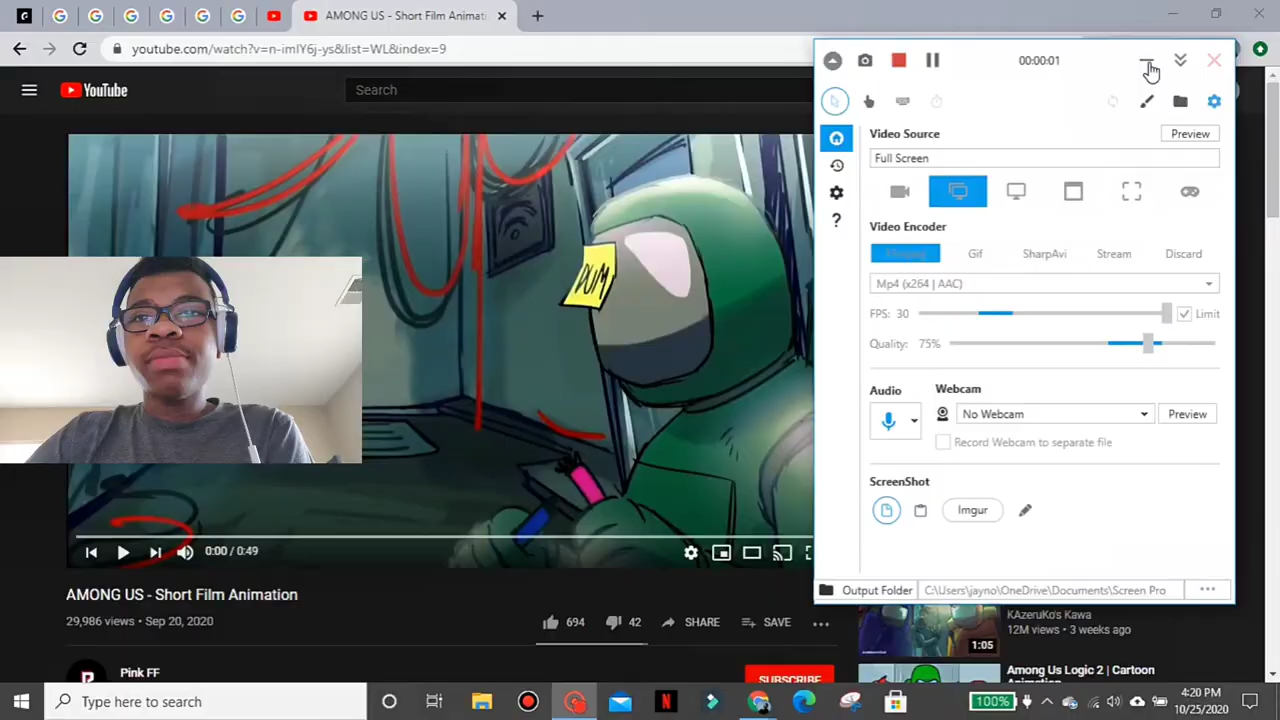 AMONG US - Short Film Animati
youtube.com/watch?v=n-imIY6j-ys&list=WL&index=9
YouTube
Search
DUM
0:00 / 0:49
AMONG US - Short Film Animation
29,986 views • Sep 20, 2020
694
42
SHARE
SAVE
Pink FF
SUBSCRIBE
00:00:01
Video Source
Preview
Full Screen
Video Encoder
FFmpeg
Gif
SharpAvi
Stream
Discard
Mp4 (x264 | AAC)
FPS: 30
Limit
Quality: 75%
Audio
Webcam
No Webcam
Preview
Record Webcam to separate file
ScreenShot
Imgur
Output Folder
C:\Users\jayno\OneDrive\Documents\Screen Pro
KAzeruKo's Kawa
12M views • 3 weeks ago
1:05
Among Us Logic 2 | Cartoon
Animation
Type here to search
100%
4:20 PM
10/25/2020